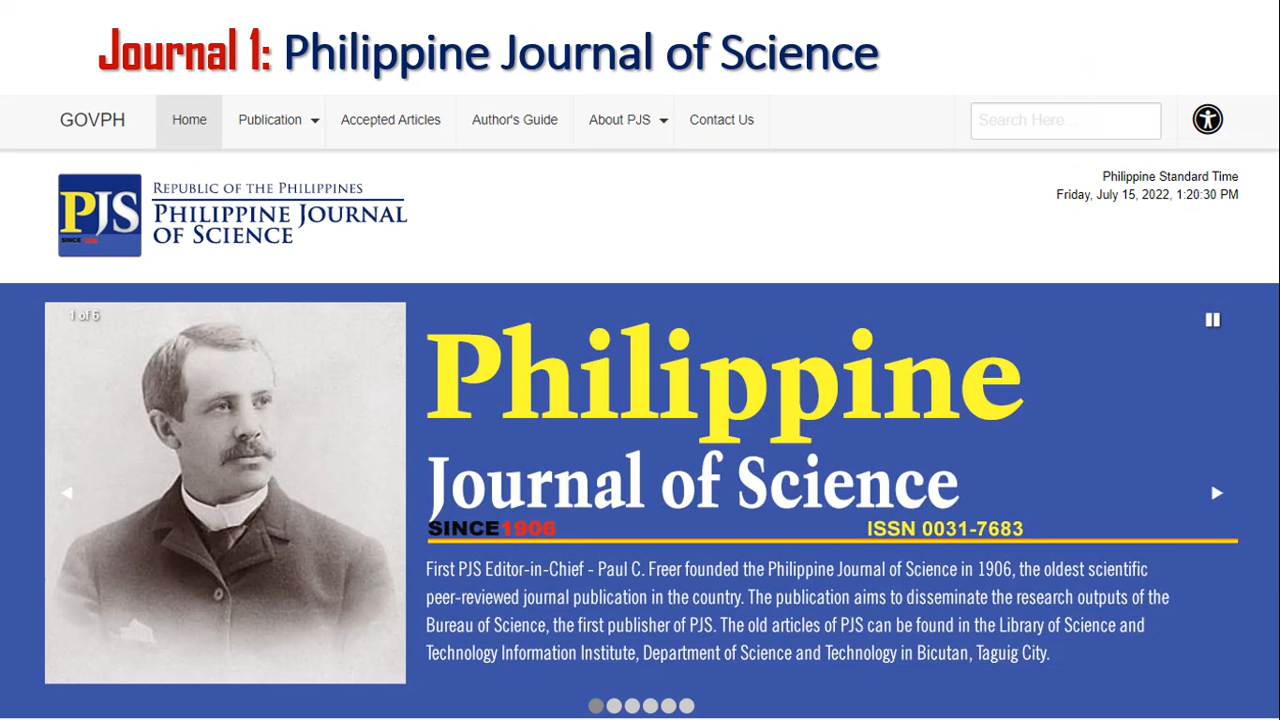 Journal 1: Philippine Journal of Science
GOVPH Home Publication Accepted Articles Author's Guide About PJS Contact Us Search Here...
Philippine Standard Time
Friday, July 15, 2022, 1:20:30 PM
PJS
SINCE 1906
REPUBLIC OF THE PHILIPPINES
PHILIPPINE JOURNAL
OF SCIENCE
1 of 6
Philippine
Journal of Science
SINCE1906 ISSN 0031-7683
First PJS Editor-in-Chief - Paul C. Freer founded the Philippine Journal of Science in 1906, the oldest scientific
peer-reviewed journal publication in the country. The publication aims to disseminate the research outputs of the
Bureau of Science, the first publisher of PJS. The old articles of PJS can be found in the Library of Science and
Technology Information Institute, Department of Science and Technology in Bicutan, Taguig City.